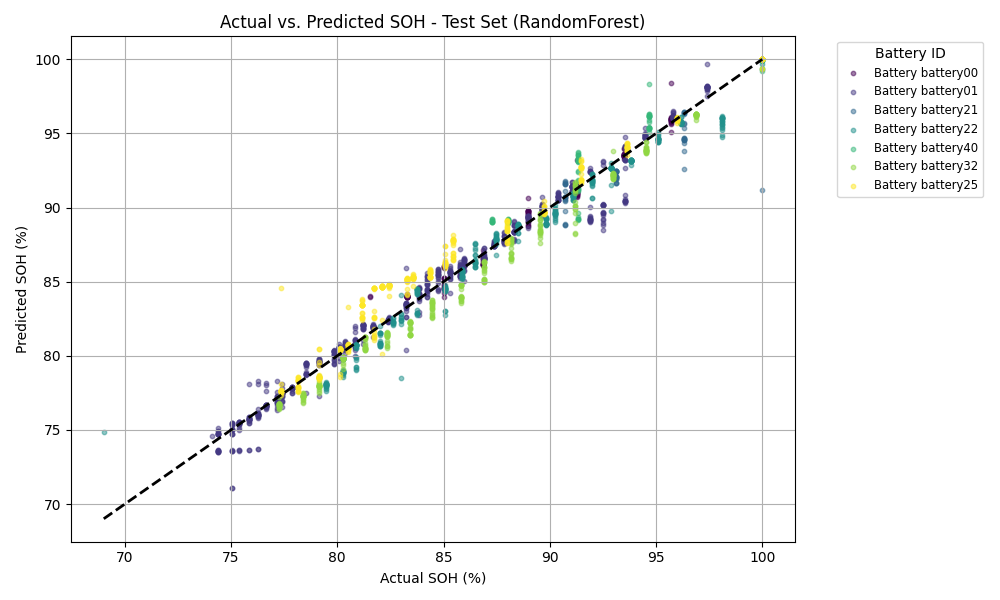 Actual vs. Predicted SOH - Test Set (RandomForest)
Predicted SOH (%)
100
95
90
85
80
75
70
70 75 80 85 90 95 100
Actual SOH (%)
Battery ID
Battery battery00
Battery battery01
Battery battery21
Battery battery22
Battery battery40
Battery battery32
Battery battery25